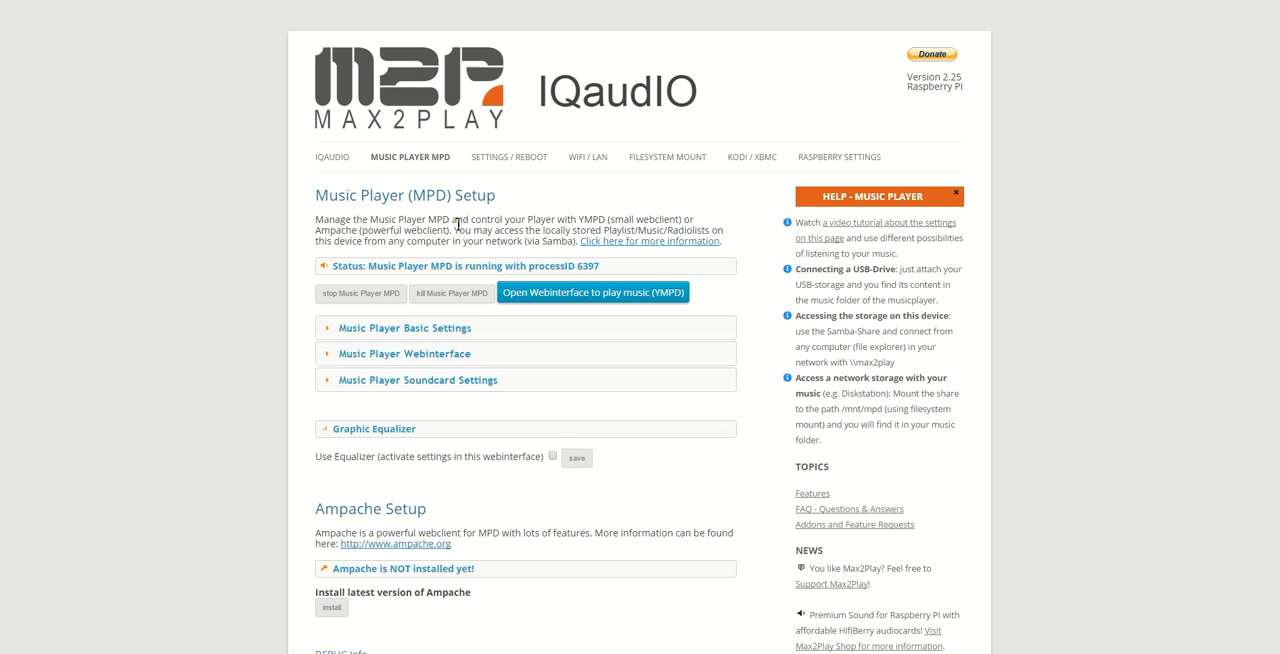 M2P
MAX2PLAY
IQaudIO
Donate
Version 2.25
Raspberry PI
IQAUDIO
MUSIC PLAYER MPD
SETTINGS / REBOOT
WIFI / LAN
FILESYSTEM MOUNT
KODI / XBMC
RASPBERRY SETTINGS
Music Player (MPD) Setup
Manage the Music Player MPD and control your Player with YMPD (small webclient) or
Ampache (powerful webclient). You may access the locally stored Playlist/Music/Radiolists on
this device from any computer in your network (via Samba). Click here for more information.
Status: Music Player MPD is running with processID 6397
stop Music Player MPD
kill Music Player MPD
Open Webinterface to play music (YMPD)
Music Player Basic Settings
Music Player Webinterface
Music Player Soundcard Settings
Graphic Equalizer
Use Equalizer (activate settings in this webinterface)
save
Ampache Setup
Ampache is a powerful webclient for MPD with lots of features. More information can be found
here: http://www.ampache.org
Ampache is NOT installed yet!
Install latest version of Ampache
install
DEBUG Info
HELP - MUSIC PLAYER
Watch a video tutorial about the settings
on this page and use different possibilities
of listening to your music.
Connecting a USB-Drive: just attach your
USB-storage and you find its content in
the music folder of the musicplayer.
Accessing the storage on this device:
use the Samba-Share and connect from
any computer (file explorer) in your
network with \\max2play
Access a network storage with your
music (e.g. Diskstation): Mount the share
to the path /mnt/mpd (using filesystem
mount) and you will find it in your music
folder.
TOPICS
Features
FAQ - Questions & Answers
Addons and Feature Requests
NEWS
You like Max2Play? Feel free to
Support Max2Play!
Premium Sound for Raspberry PI with
affordable HifiBerry audiocards! Visit
Max2Play Shop for more information.